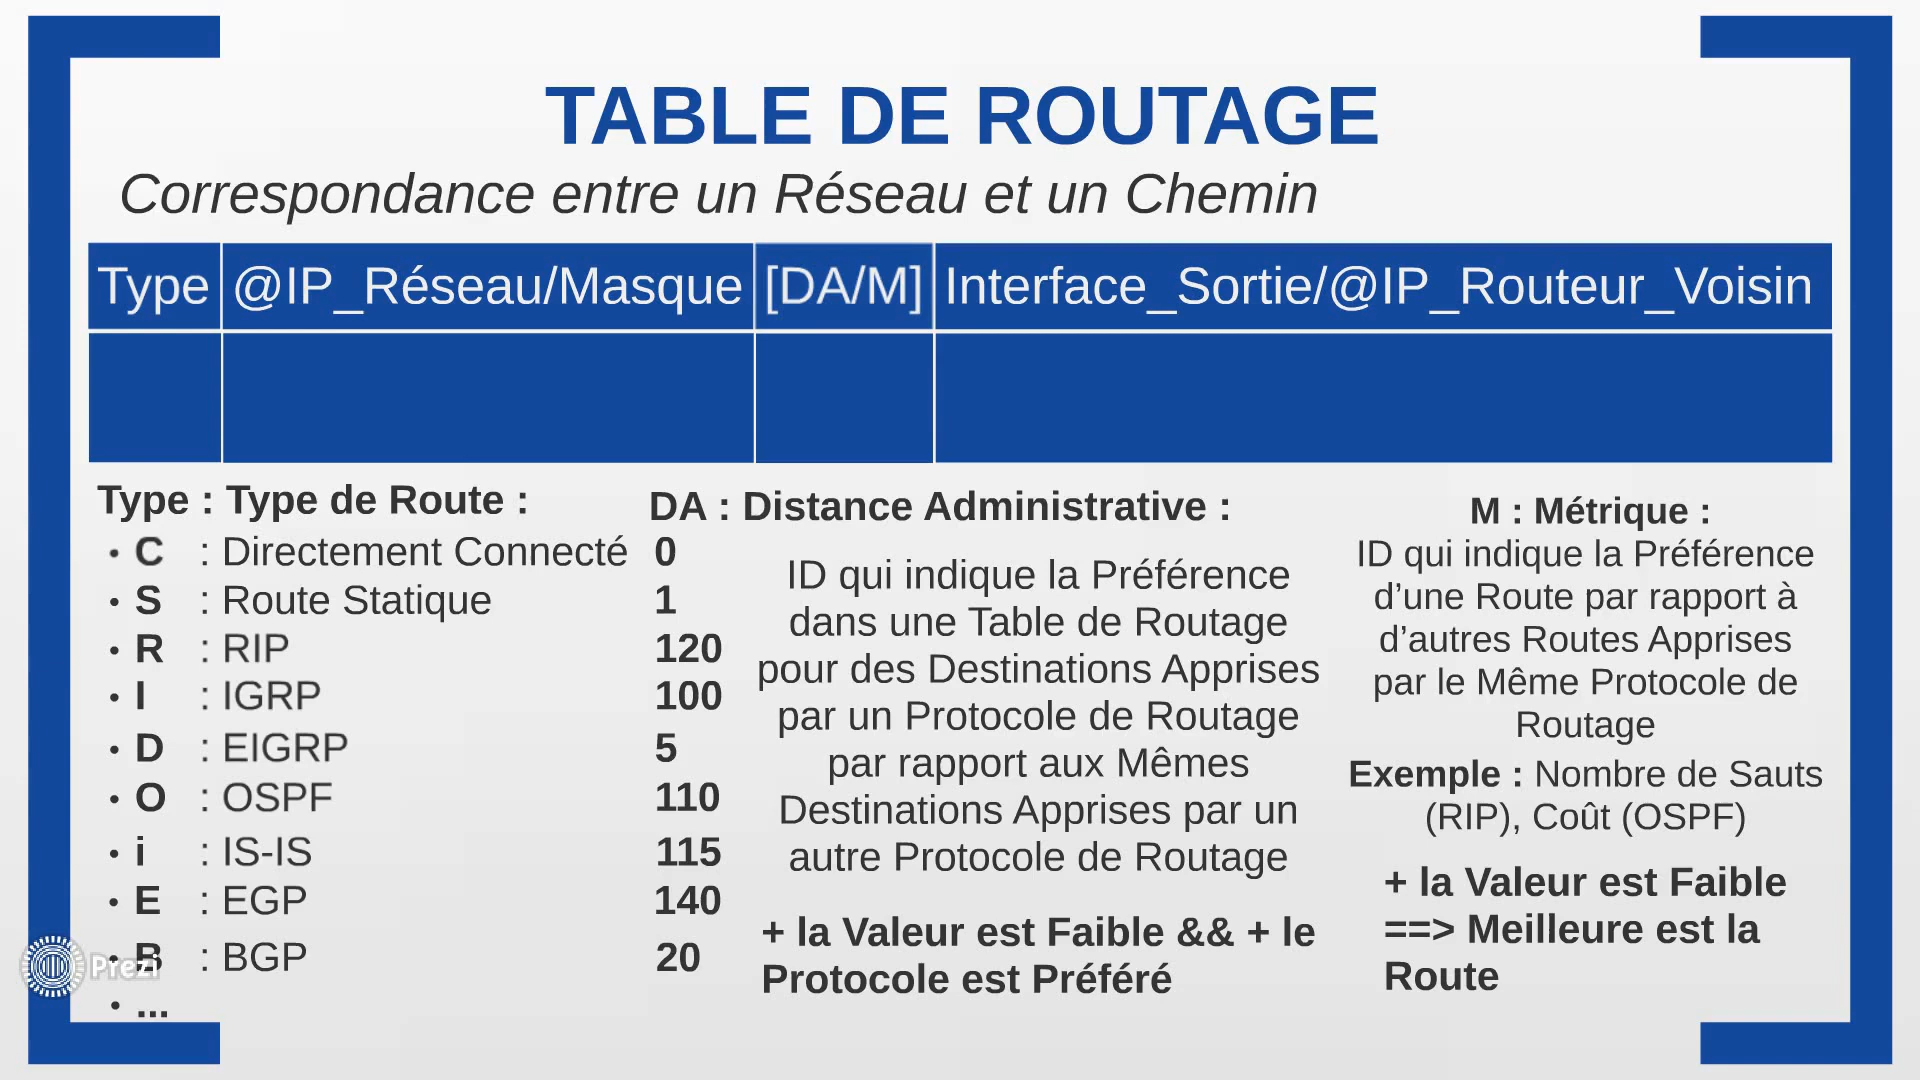 TABLE DE ROUTAGE
Correspondance entre un Réseau et un Chemin
Type @IP_Réseau/Masque [DA/M] Interface_Sortie/@IP_Routeur_Voisin
Type : Type de Route :
• C : Directement Connecté
• S : Route Statique
• R : RIP
• I : IGRP
• D : EIGRP
• O : OSPF
• i : IS-IS
• E : EGP
• B : BGP
• ...
DA : Distance Administrative :
0
1
120
100
5
110
115
140
20
ID qui indique la Préférence
dans une Table de Routage
pour des Destinations Apprises
par un Protocole de Routage
par rapport aux Mêmes
Destinations Apprises par un
autre Protocole de Routage
+ la Valeur est Faible && + le
Protocole est Préféré
M : Métrique :
ID qui indique la Préférence
d’une Route par rapport à
d’autres Routes Apprises
par le Même Protocole de
Routage
Exemple : Nombre de Sauts
(RIP), Coût (OSPF)
+ la Valeur est Faible
==> Meilleure est la
Route
Prezi